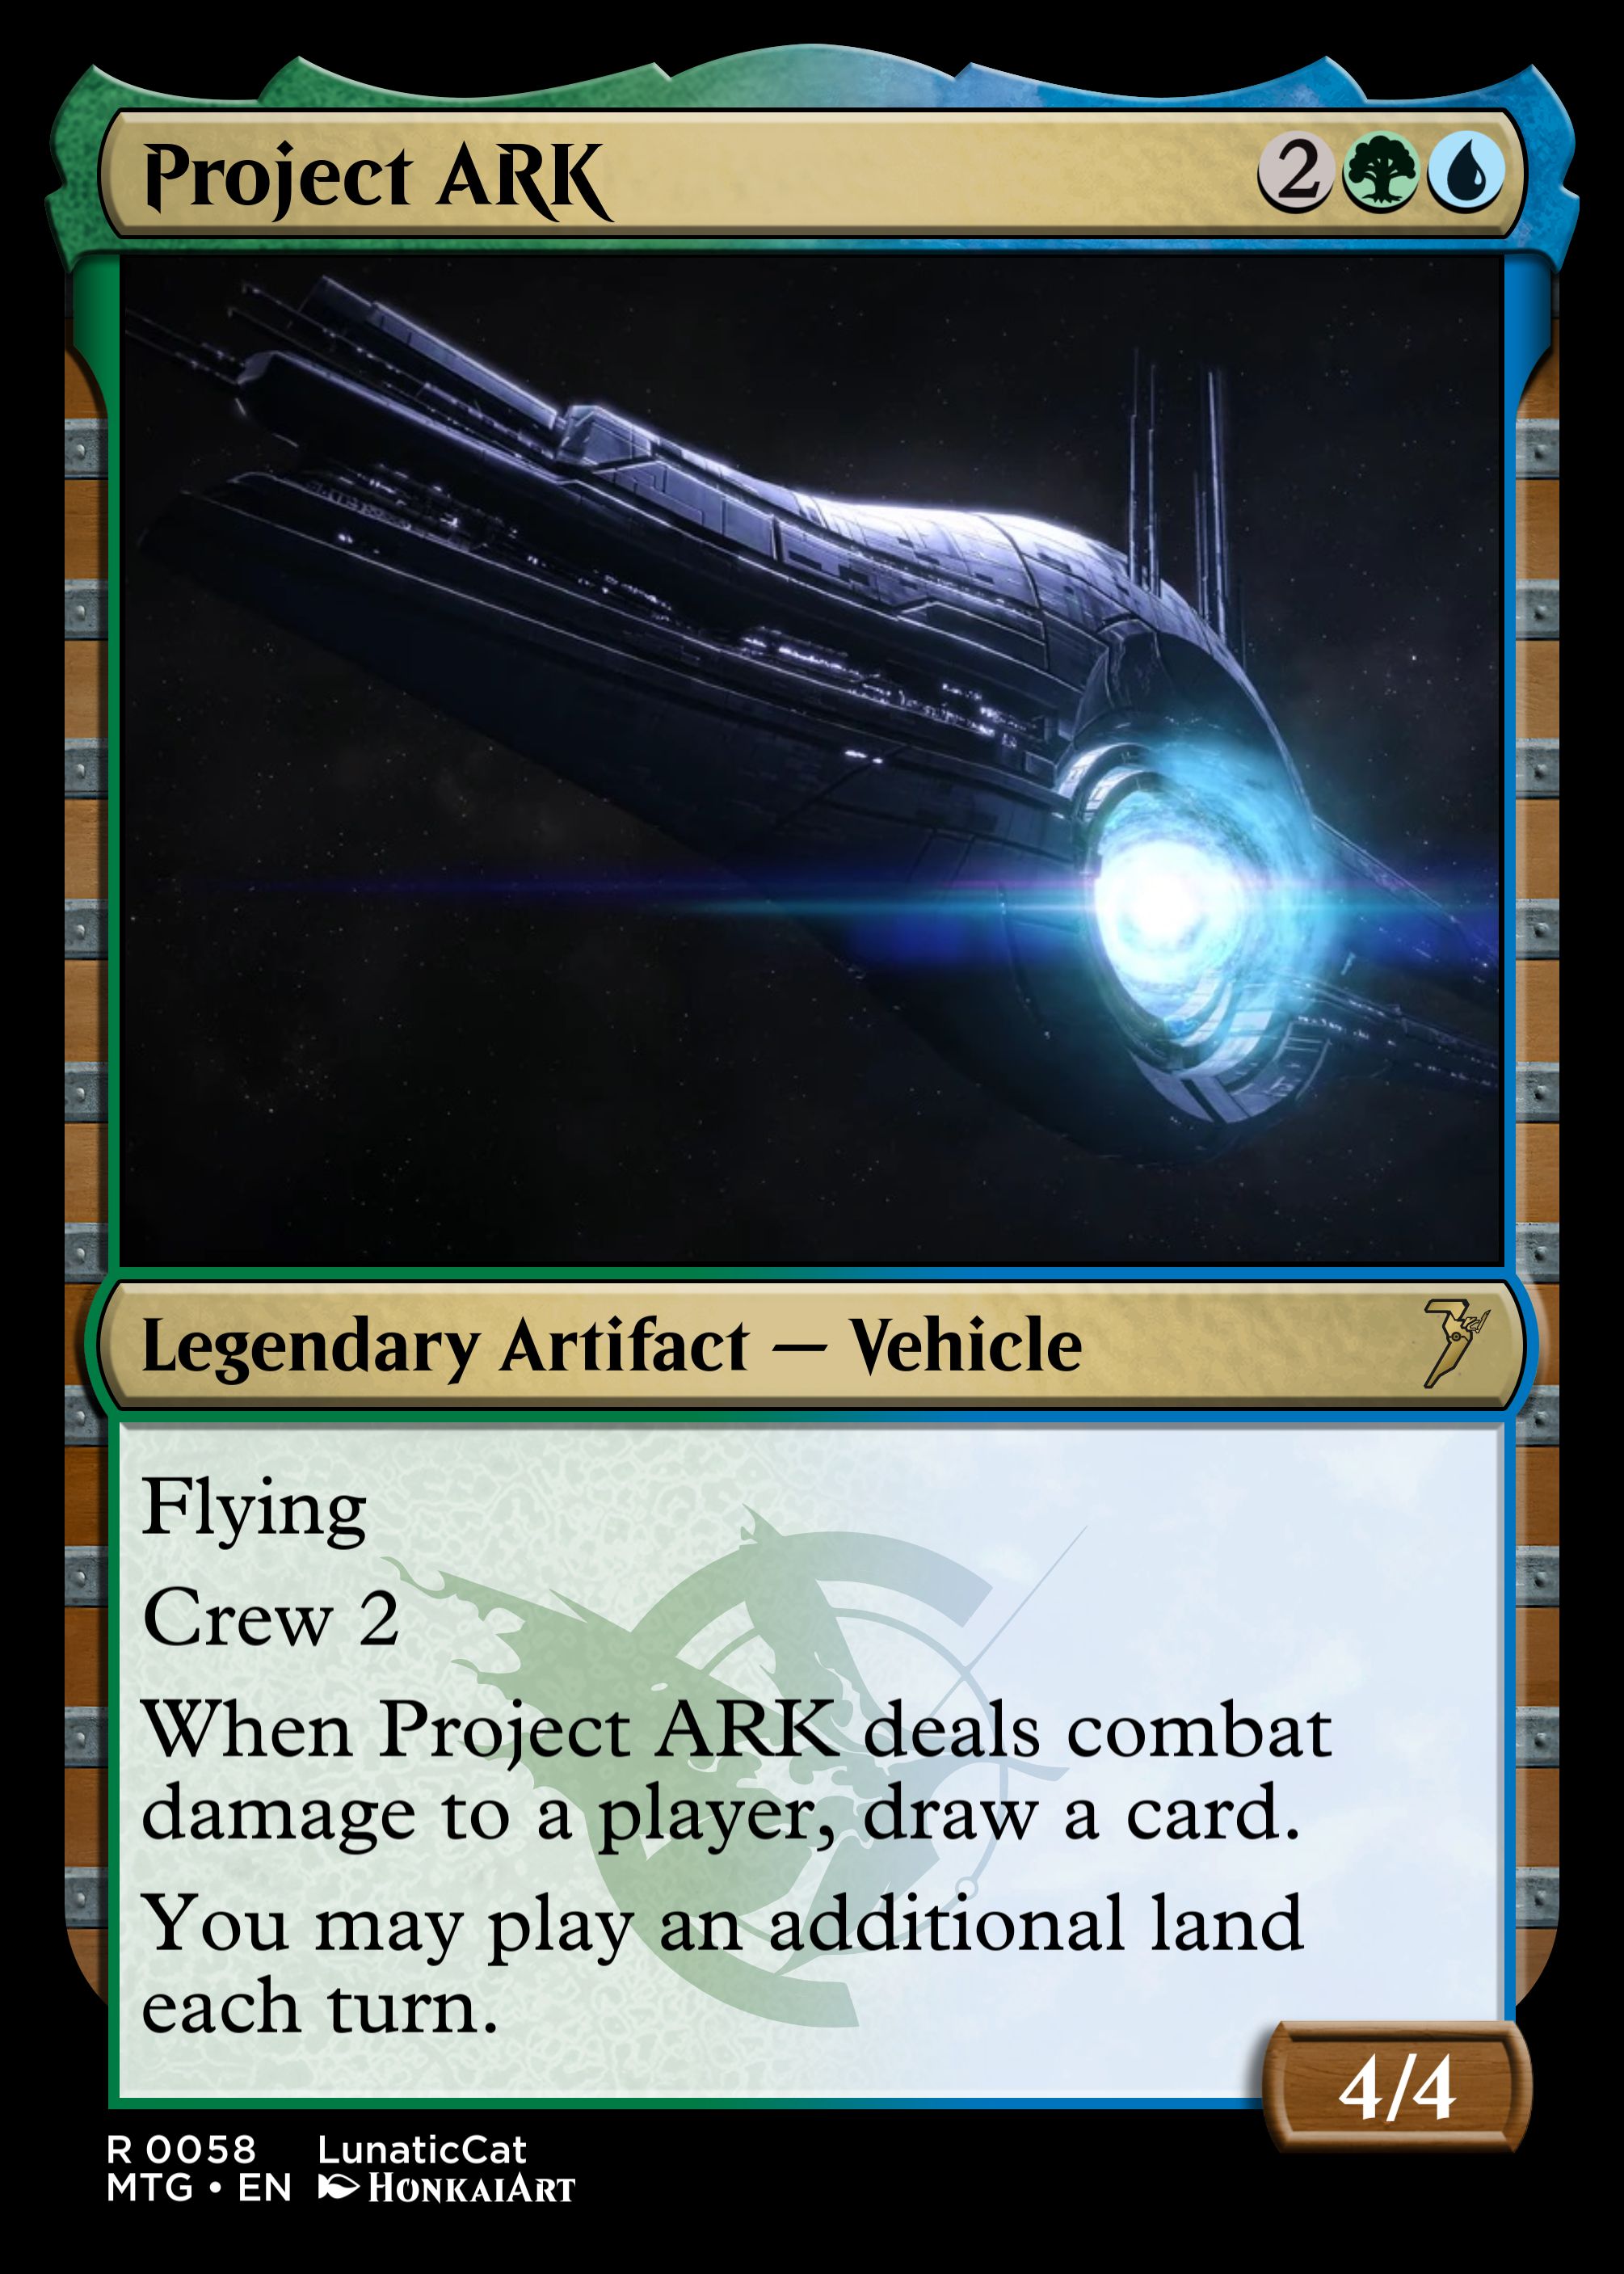 Project ARK 2
Legendary Artifact — Vehicle
Flying
Crew 2
When Project ARK deals combat
damage to a player, draw a card.
You may play an additional land
each turn.
4/4
R 0058 LunaticCat
MTG • EN HonkaiArt